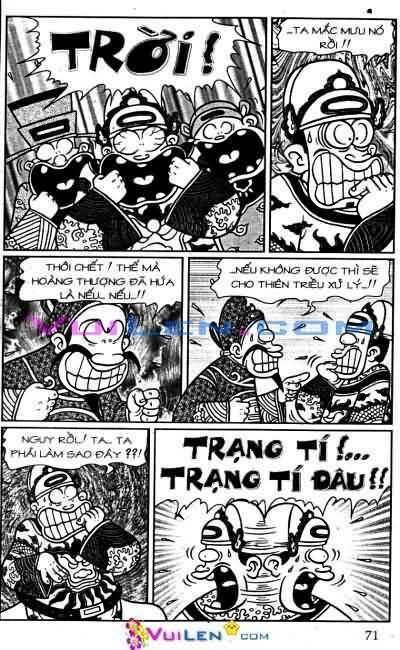 TRỜI!
..TA MẮC MƯU NÓ
RỒI!!
THÔI CHẾT! THẾ MÀ
HOÀNG THƯỢNG ĐÃ HỨA
LÀ NẾU.. NẾU..!!
..NẾU KHÔNG ĐƯỢC THÌ SẼ
CHO THIÊN TRIỀU XỬ LÝ..!!
VUILEN.COM
NGUY RỒI..! TA.. TA
PHẢI LÀM SAO ĐÂY??!
TRẠNG TÍ!...
TRẠNG TÍ ĐÂU!!
71
VUILEN.COM